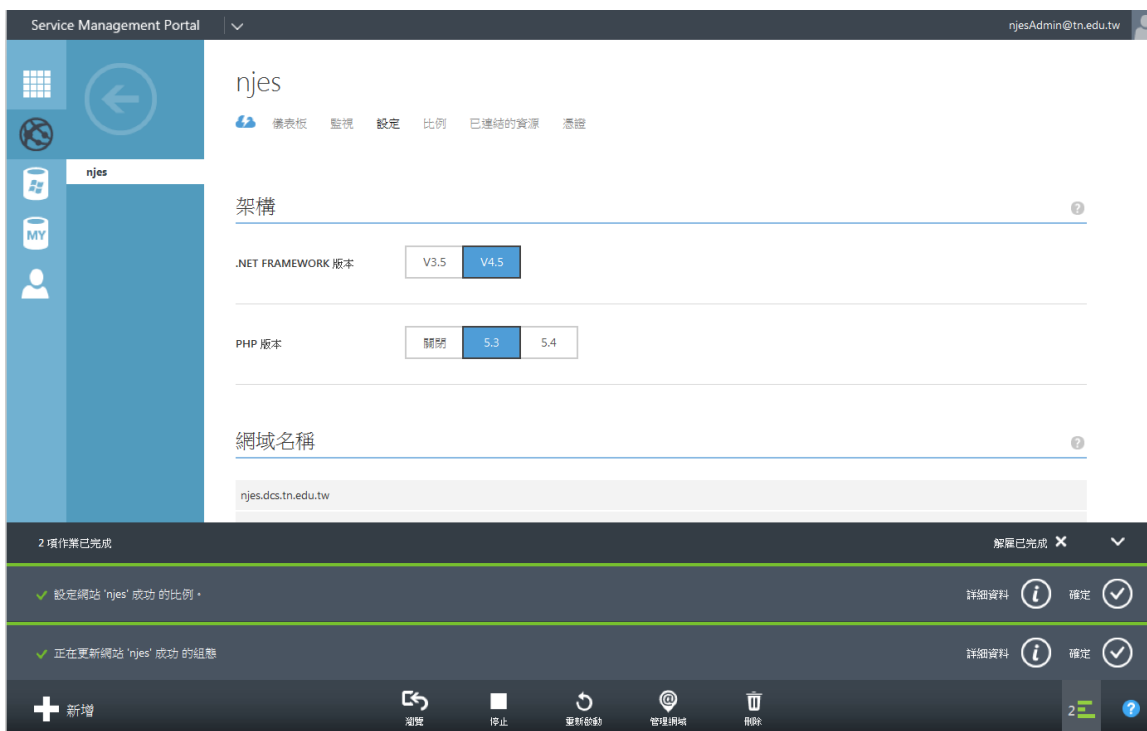 Service Management Portal
njesAdmin@tn.edu.tw
njes
儀表板 監視 設定 比例 已連結的資源 憑證
njes
MY
架構
?
.NET FRAMEWORK 版本 V3.5 V4.5
PHP 版本 關閉 5.3 5.4
網域名稱
?
njes.dcs.tn.edu.tw
2 項作業已完成 解雇已完成
設定網站 'njes' 成功 的比例。 詳細資料 i 確定
正在更新網站 'njes' 成功 的組態 詳細資料 i 確定
新增 瀏覽 停止 重新啟動 @ 管理網域 刪除 2 ?